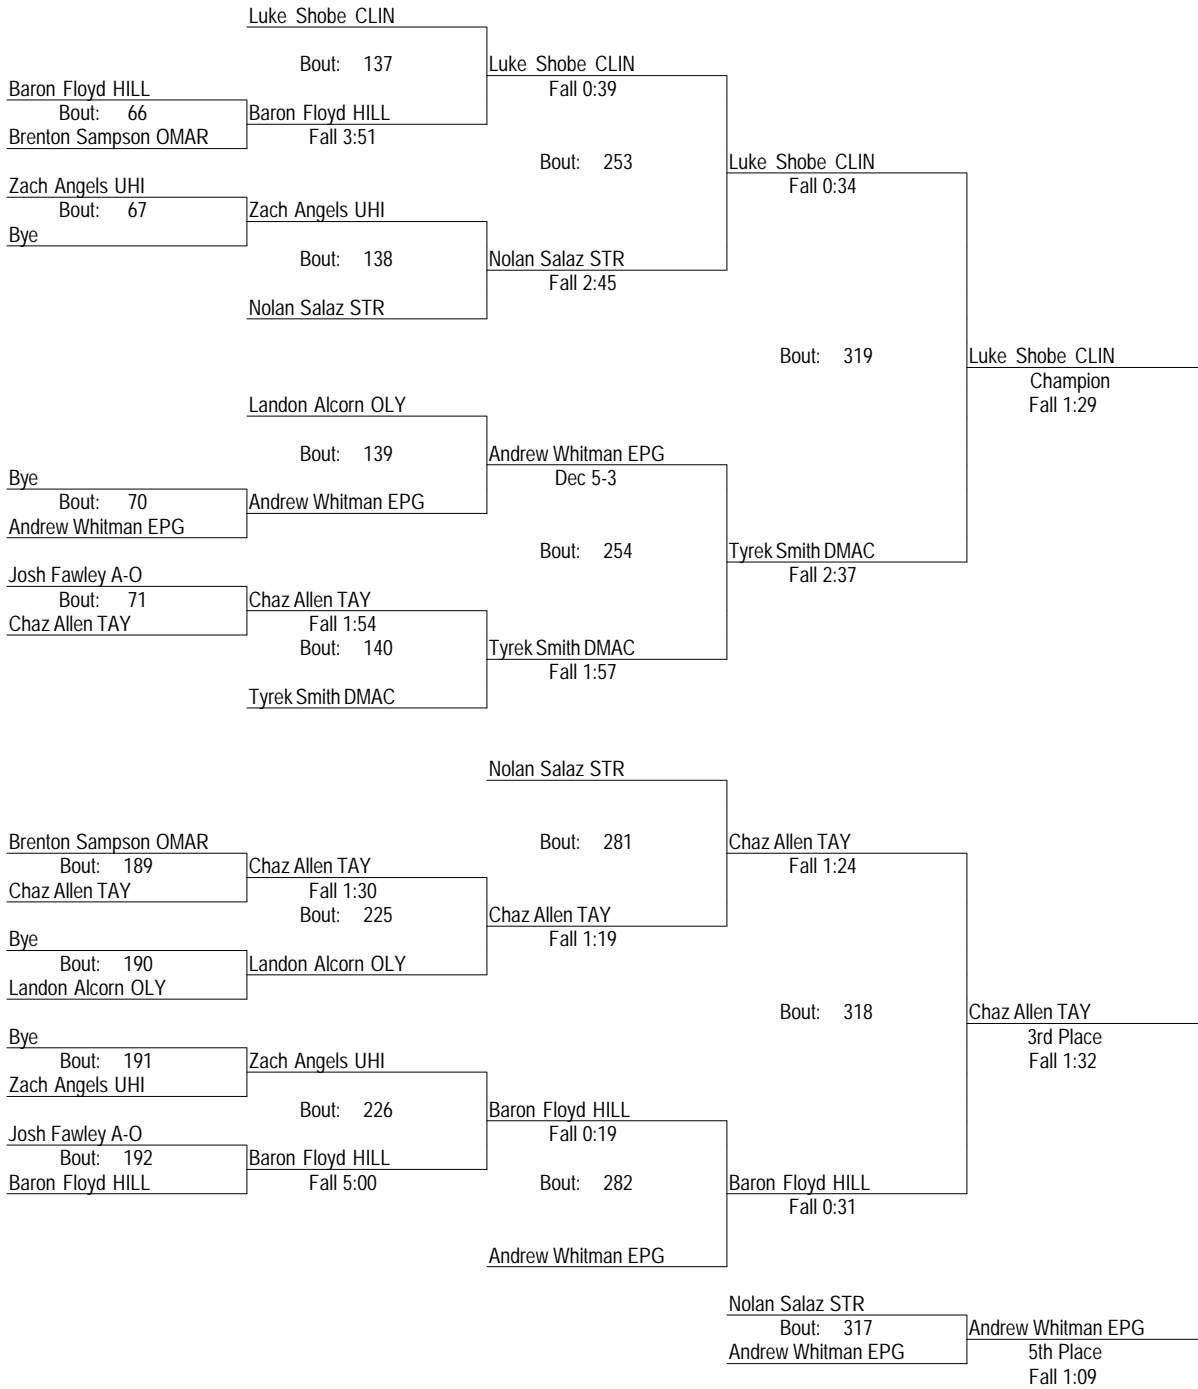 Luke Shobe CLIN
Bout: 137
Luke Shobe CLIN
Fall 0:39
Baron Floyd HILL
Bout: 66
Baron Floyd HILL
Brenton Sampson OMAR
Fall 3:51
Bout: 253
Luke Shobe CLIN
Fall 0:34
Zach Angels UHI
Bout: 67
Zach Angels UHI
Bye
Bout: 138
Nolan Salaz STR
Fall 2:45
Nolan Salaz STR
Bout: 319
Luke Shobe CLIN
Champion
Fall 1:29
Landon Alcorn OLY
Bout: 139
Andrew Whitman EPG
Dec 5-3
Bye
Bout: 70
Andrew Whitman EPG
Andrew Whitman EPG
Bout: 254
Tyrek Smith DMAC
Fall 2:37
Josh Fawley A-O
Bout: 71
Chaz Allen TAY
Chaz Allen TAY
Fall 1:54
Bout: 140
Tyrek Smith DMAC
Fall 1:57
Tyrek Smith DMAC
Nolan Salaz STR
Brenton Sampson OMAR
Bout: 281
Chaz Allen TAY
Fall 1:24
Bout: 189
Chaz Allen TAY
Chaz Allen TAY
Fall 1:30
Bout: 225
Chaz Allen TAY
Fall 1:19
Bye
Bout: 190
Landon Alcorn OLY
Landon Alcorn OLY
Bout: 318
Chaz Allen TAY
3rd Place
Fall 1:32
Bye
Bout: 191
Zach Angels UHI
Zach Angels UHI
Bout: 226
Baron Floyd HILL
Fall 0:19
Josh Fawley A-O
Bout: 192
Baron Floyd HILL
Baron Floyd HILL
Fall 5:00
Bout: 282
Baron Floyd HILL
Fall 0:31
Andrew Whitman EPG
Nolan Salaz STR
Bout: 317
Andrew Whitman EPG
Andrew Whitman EPG
5th Place
Fall 1:09